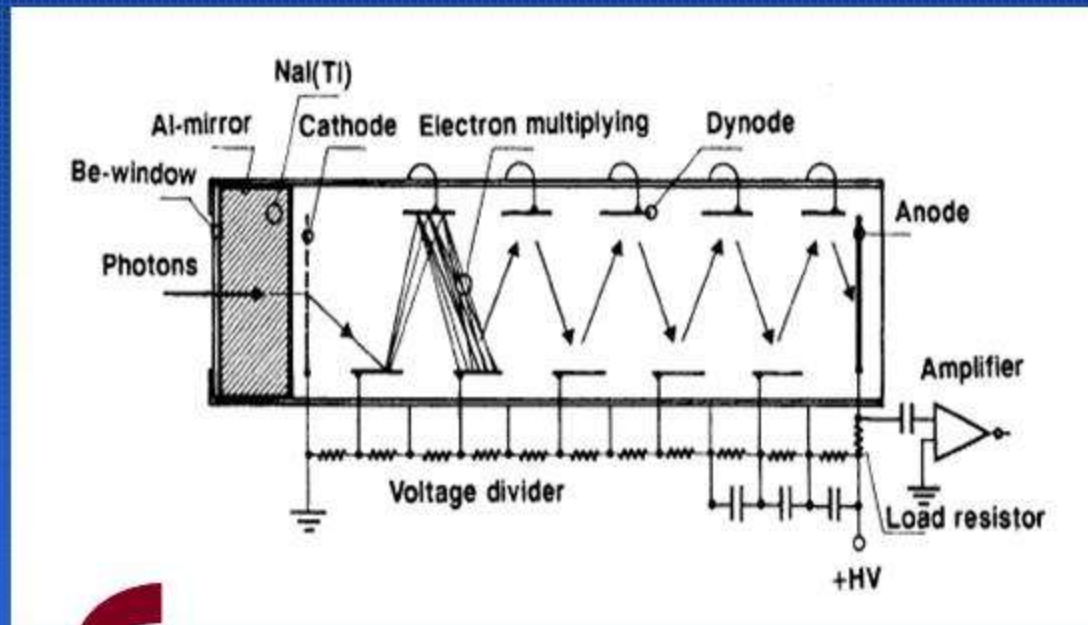 NaI(Tl)
Al-mirror
Cathode
Electron multiplying
Dynode
Be-window
Anode
Photons
Amplifier
Voltage divider
Load resistor
+HV